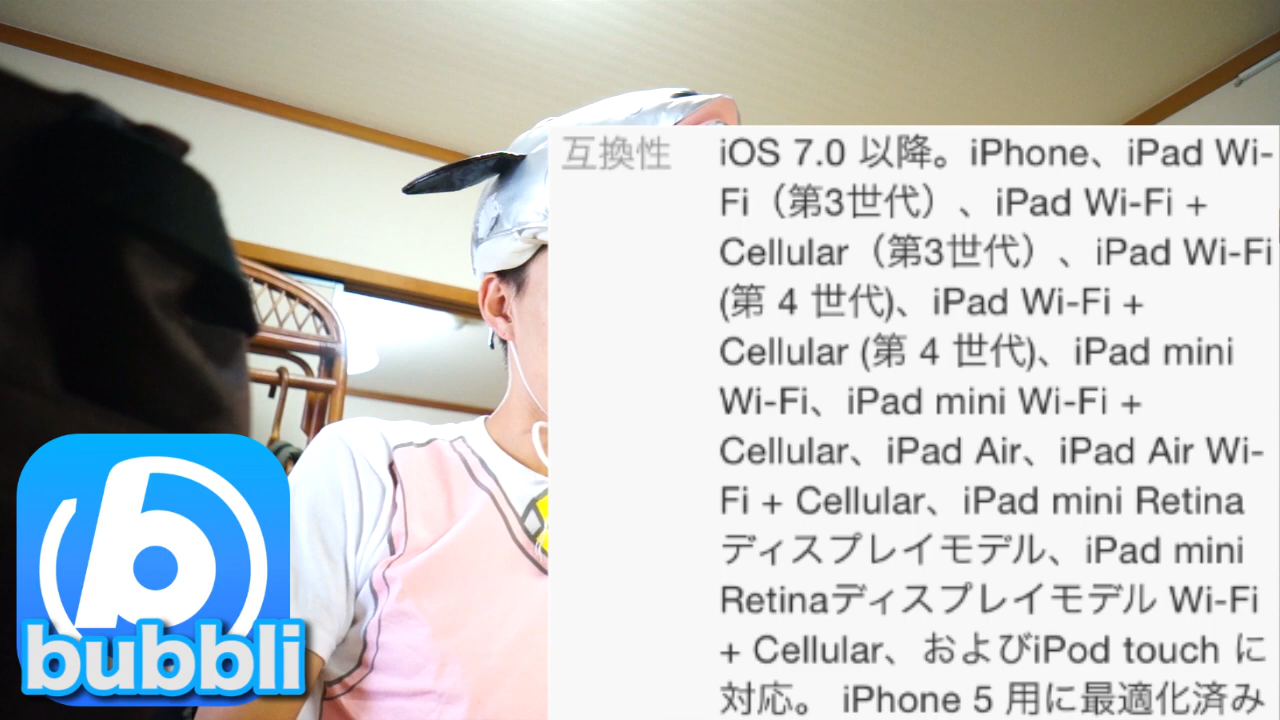 互換性
iOS 7.0 以降。iPhone、iPad Wi-
Fi（第3世代）、iPad Wi-Fi +
Cellular（第3世代）、iPad Wi-Fi
(第 4 世代)、iPad Wi-Fi +
Cellular (第 4 世代)、iPad mini
Wi-Fi、iPad mini Wi-Fi +
Cellular、iPad Air、iPad Air Wi-
Fi + Cellular、iPad mini Retina
ディスプレイモデル、iPad mini
Retinaディスプレイモデル Wi-Fi
+ Cellular、およびiPod touch に
対応。 iPhone 5 用に最適化済み
b
bubbli